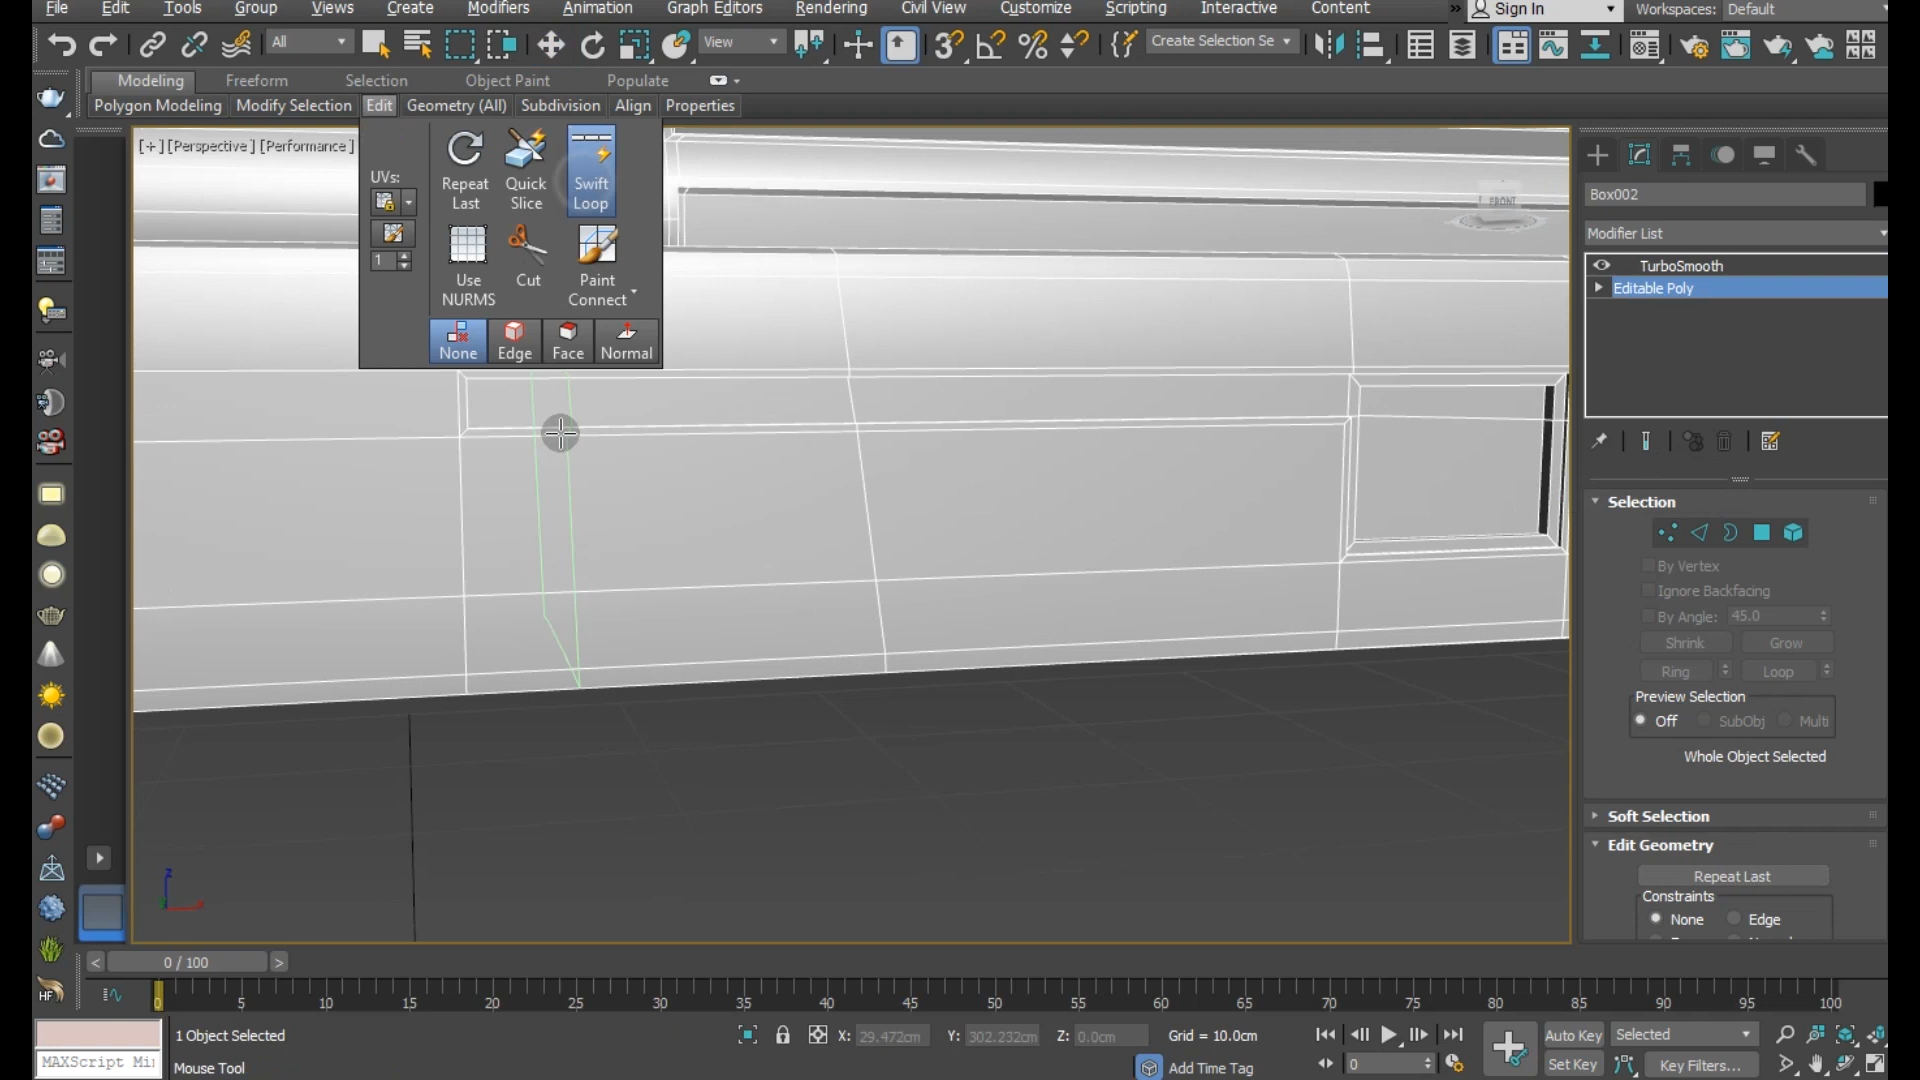 File Edit Tools Group Views Create Modifiers Animation Graph Editors Rendering Civil View Customize Scripting Interactive Content » Sign In Workspaces: Default
All View Create Selection Se
Modeling Freeform Selection Object Paint Populate
Polygon Modeling Modify Selection Edit Geometry (All) Subdivision Align Properties
[+] [Perspective] [Performance]
UVs:
Repeat Last
Quick Slice
Swift Loop
1
Use NURMS
Cut
Paint Connect
None Edge Face Normal
FRONT
Box002
Modifier List
TurboSmooth
Editable Poly
Selection
By Vertex
Ignore Backfacing
By Angle: 45.0
Shrink Grow
Ring Loop
Preview Selection
Off SubObj Multi
Whole Object Selected
Soft Selection
Edit Geometry
Repeat Last
Constraints
None Edge
z
< 0 / 100 >
0 5 10 15 20 25 30 35 40 45 50 55 60 65 70 75 80 85 90 95 100
HF
1 Object Selected
X: 29.472cm Y: 302.232cm Z: 0.0cm Grid = 10.0cm
Auto Key Selected
MAXScript Mi
Mouse Tool
Add Time Tag
0
Set Key Key Filters...